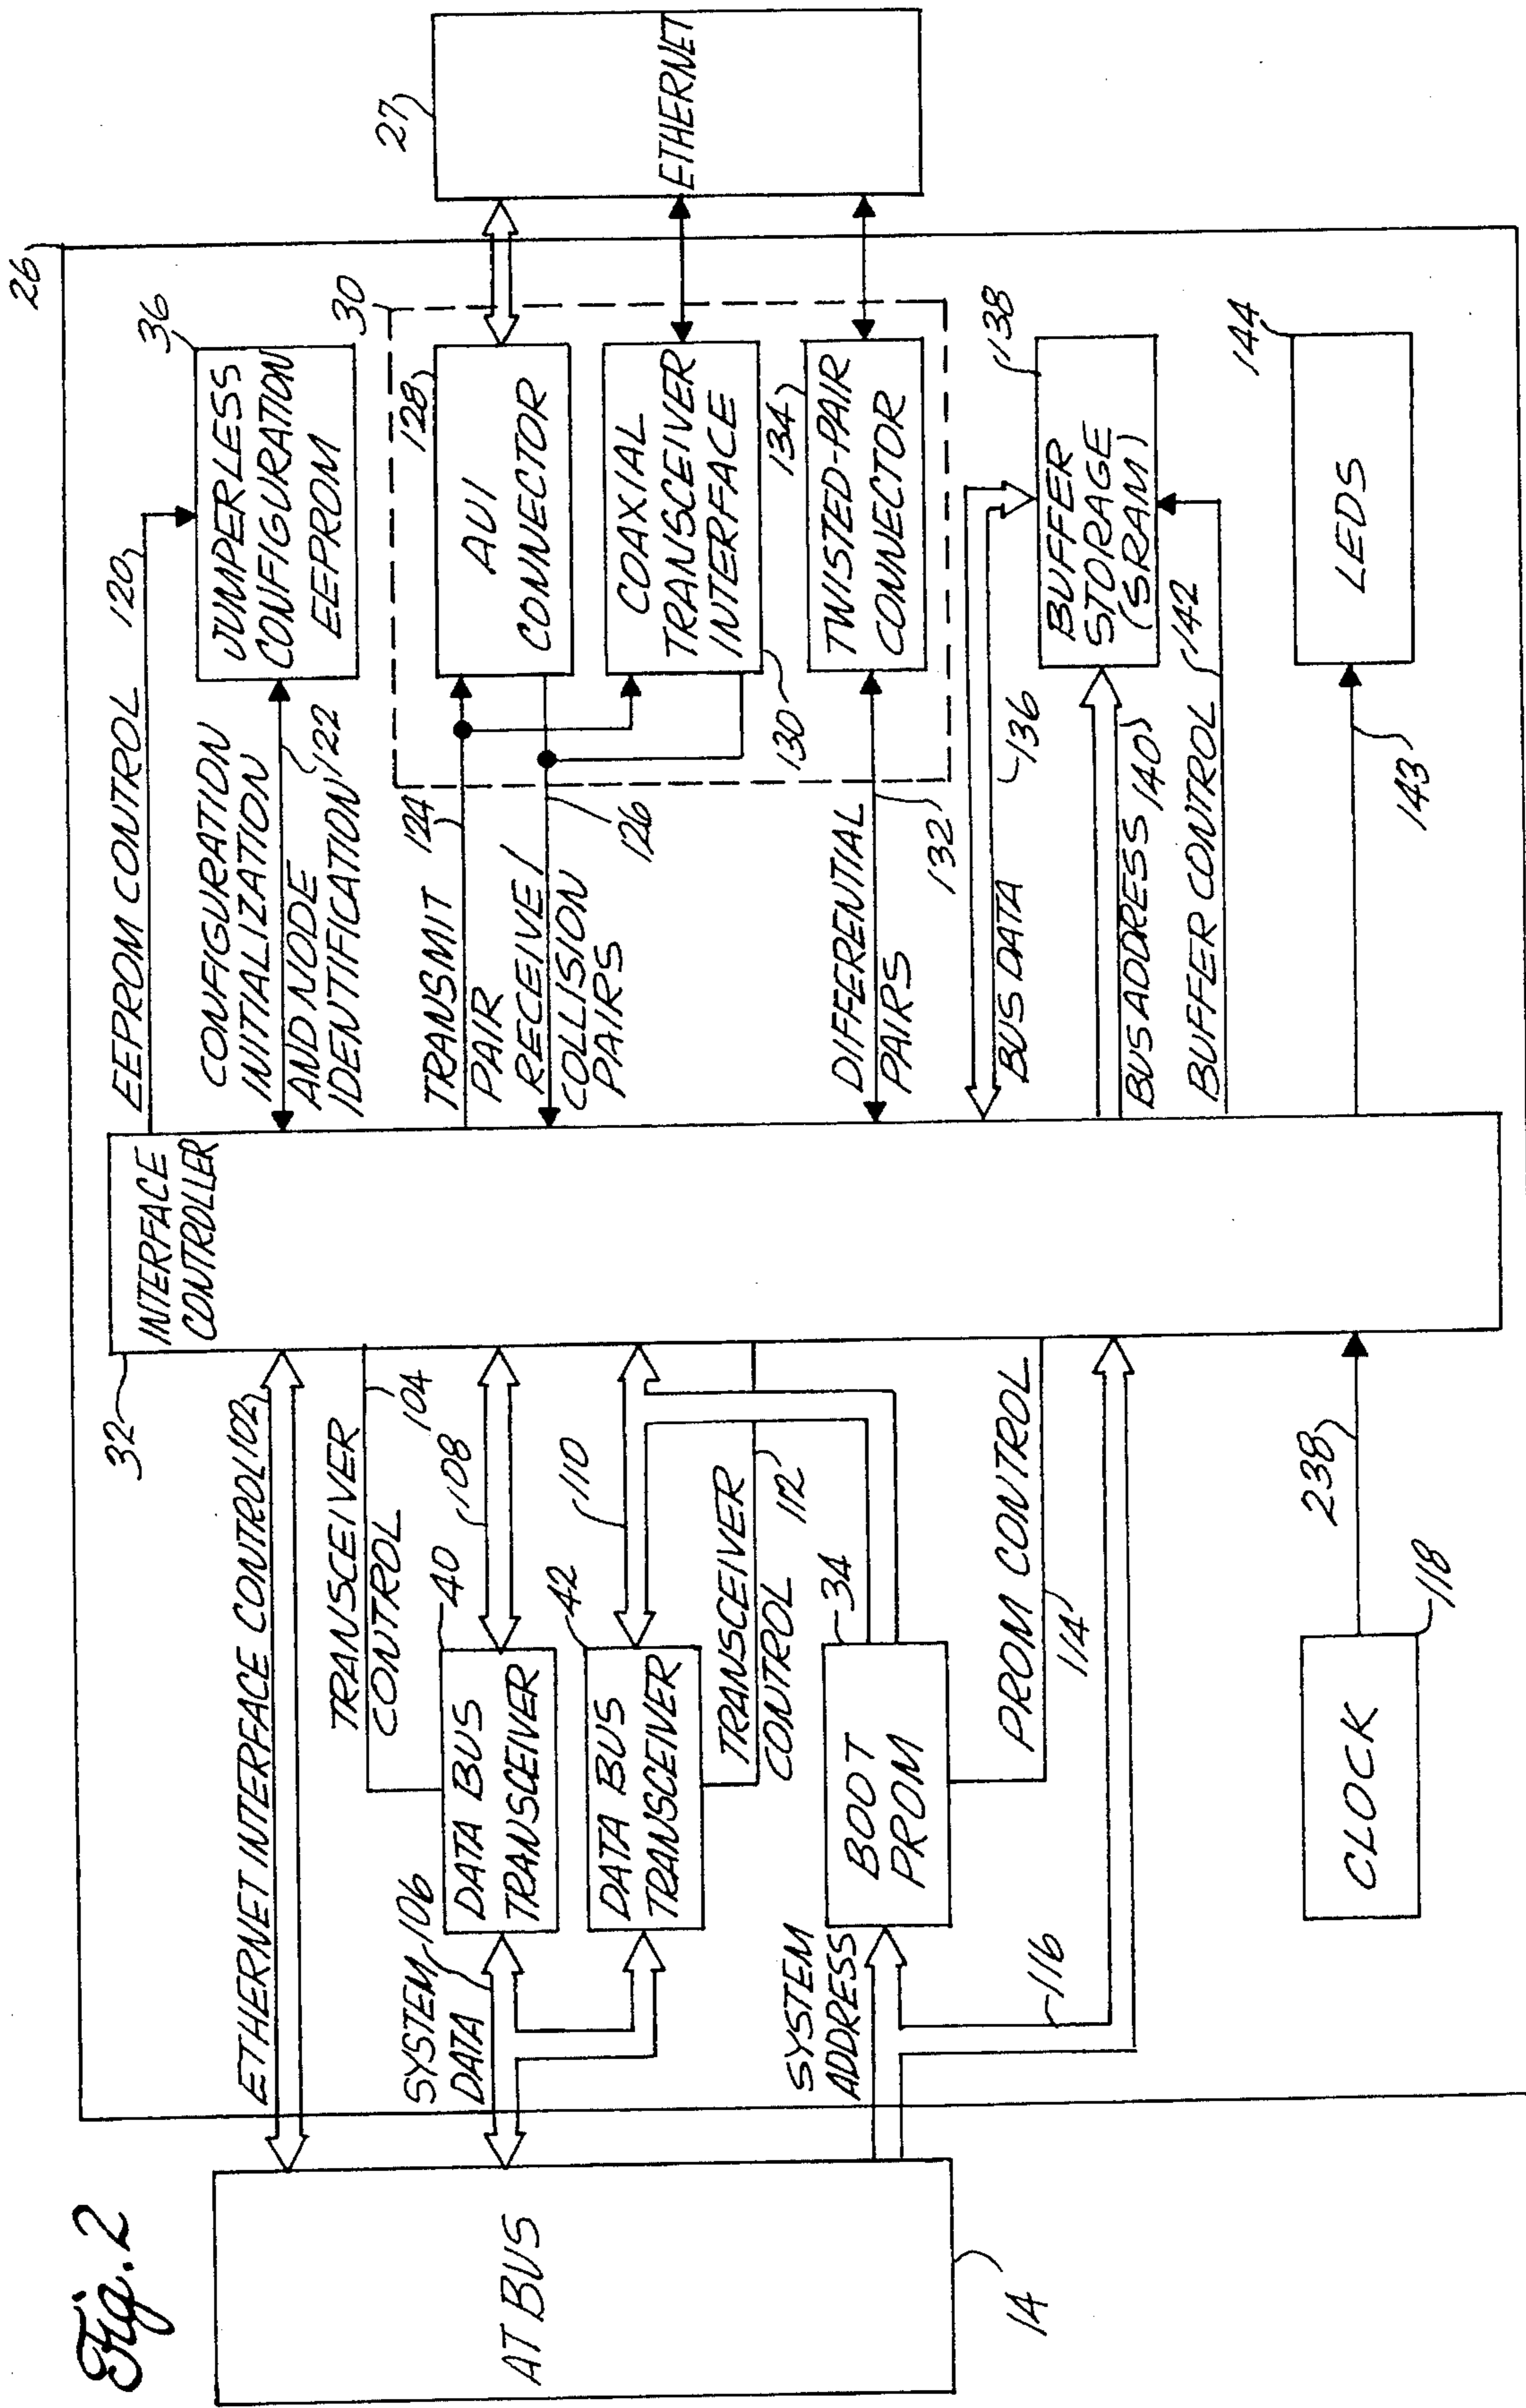 Fig. 2
AT BUS
14
26
ETHERNET INTERFACE CONTROL 102
32
INTERFACE
CONTROLLER
TRANSCEIVER
CONTROL
104
SYSTEM
DATA
106
40
DATA BUS
TRANSCEIVER
108
42
DATA BUS
TRANSCEIVER
110
TRANSCEIVER
CONTROL
112
SYSTEM
ADDRESS
34
BOOT
PROM
PROM CONTROL
114
116
CLOCK
118
238
EEPROM CONTROL 120
36
JUMPERLESS
CONFIGURATION
EEPROM
CONFIGURATION
INITIALIZATION
AND NODE
IDENTIFICATION
122
30
TRANSMIT
PAIR
124
128
AUI
CONNECTOR
RECEIVE/
COLLISION
PAIRS
126
COAXIAL
TRANSCEIVER
INTERFACE
130
DIFFERENTIAL
PAIRS
132
134
TWISTED-PAIR
CONNECTOR
BUS DATA
136
138
BUFFER
STORAGE
(SRAM)
BUS ADDRESS 140
BUFFER CONTROL 142
143
144
LEDS
27
ETHERNET